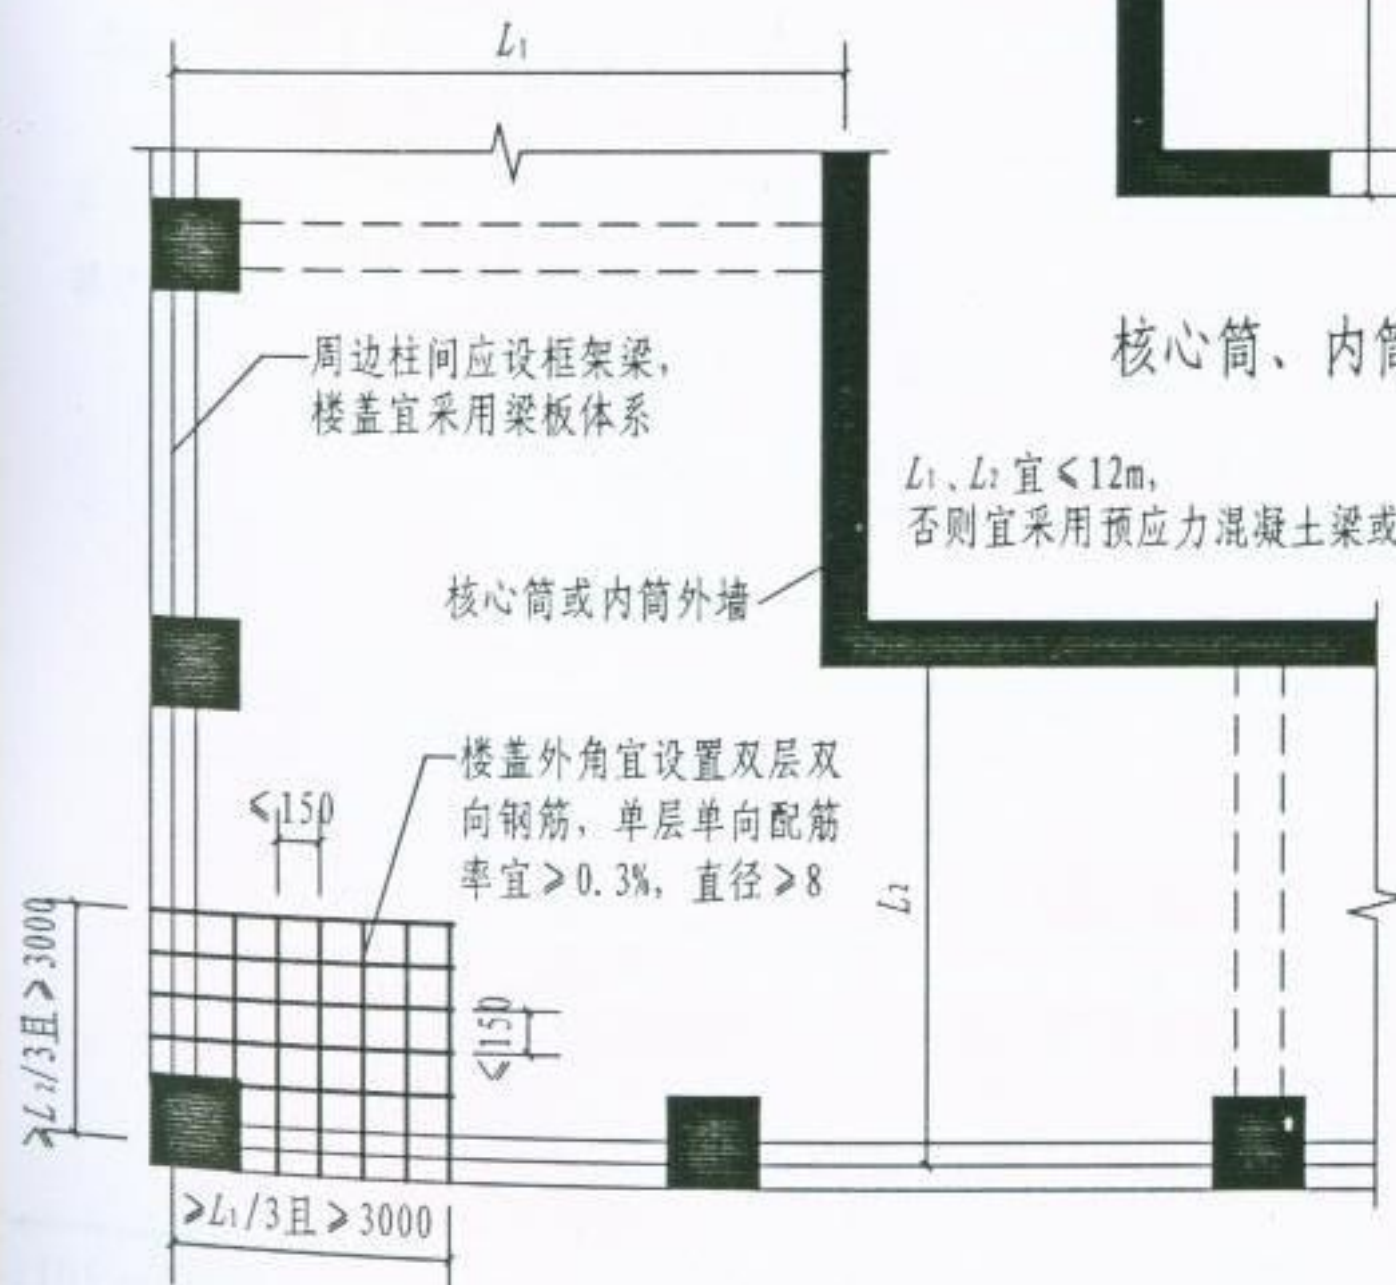 L1
周边柱间应设框架梁，
楼盖宜采用梁板体系
核心筒、内筒
L1、L2宜≤12m，
否则宜采用预应力混凝土梁或
核心筒或内筒外墙
楼盖外角宜设置双层双
向钢筋，单层单向配筋
率宜≥0.3%，直径≥8
≤150
L2
≥L2/3且≥3000
≤150
≥L1/3且≥3000